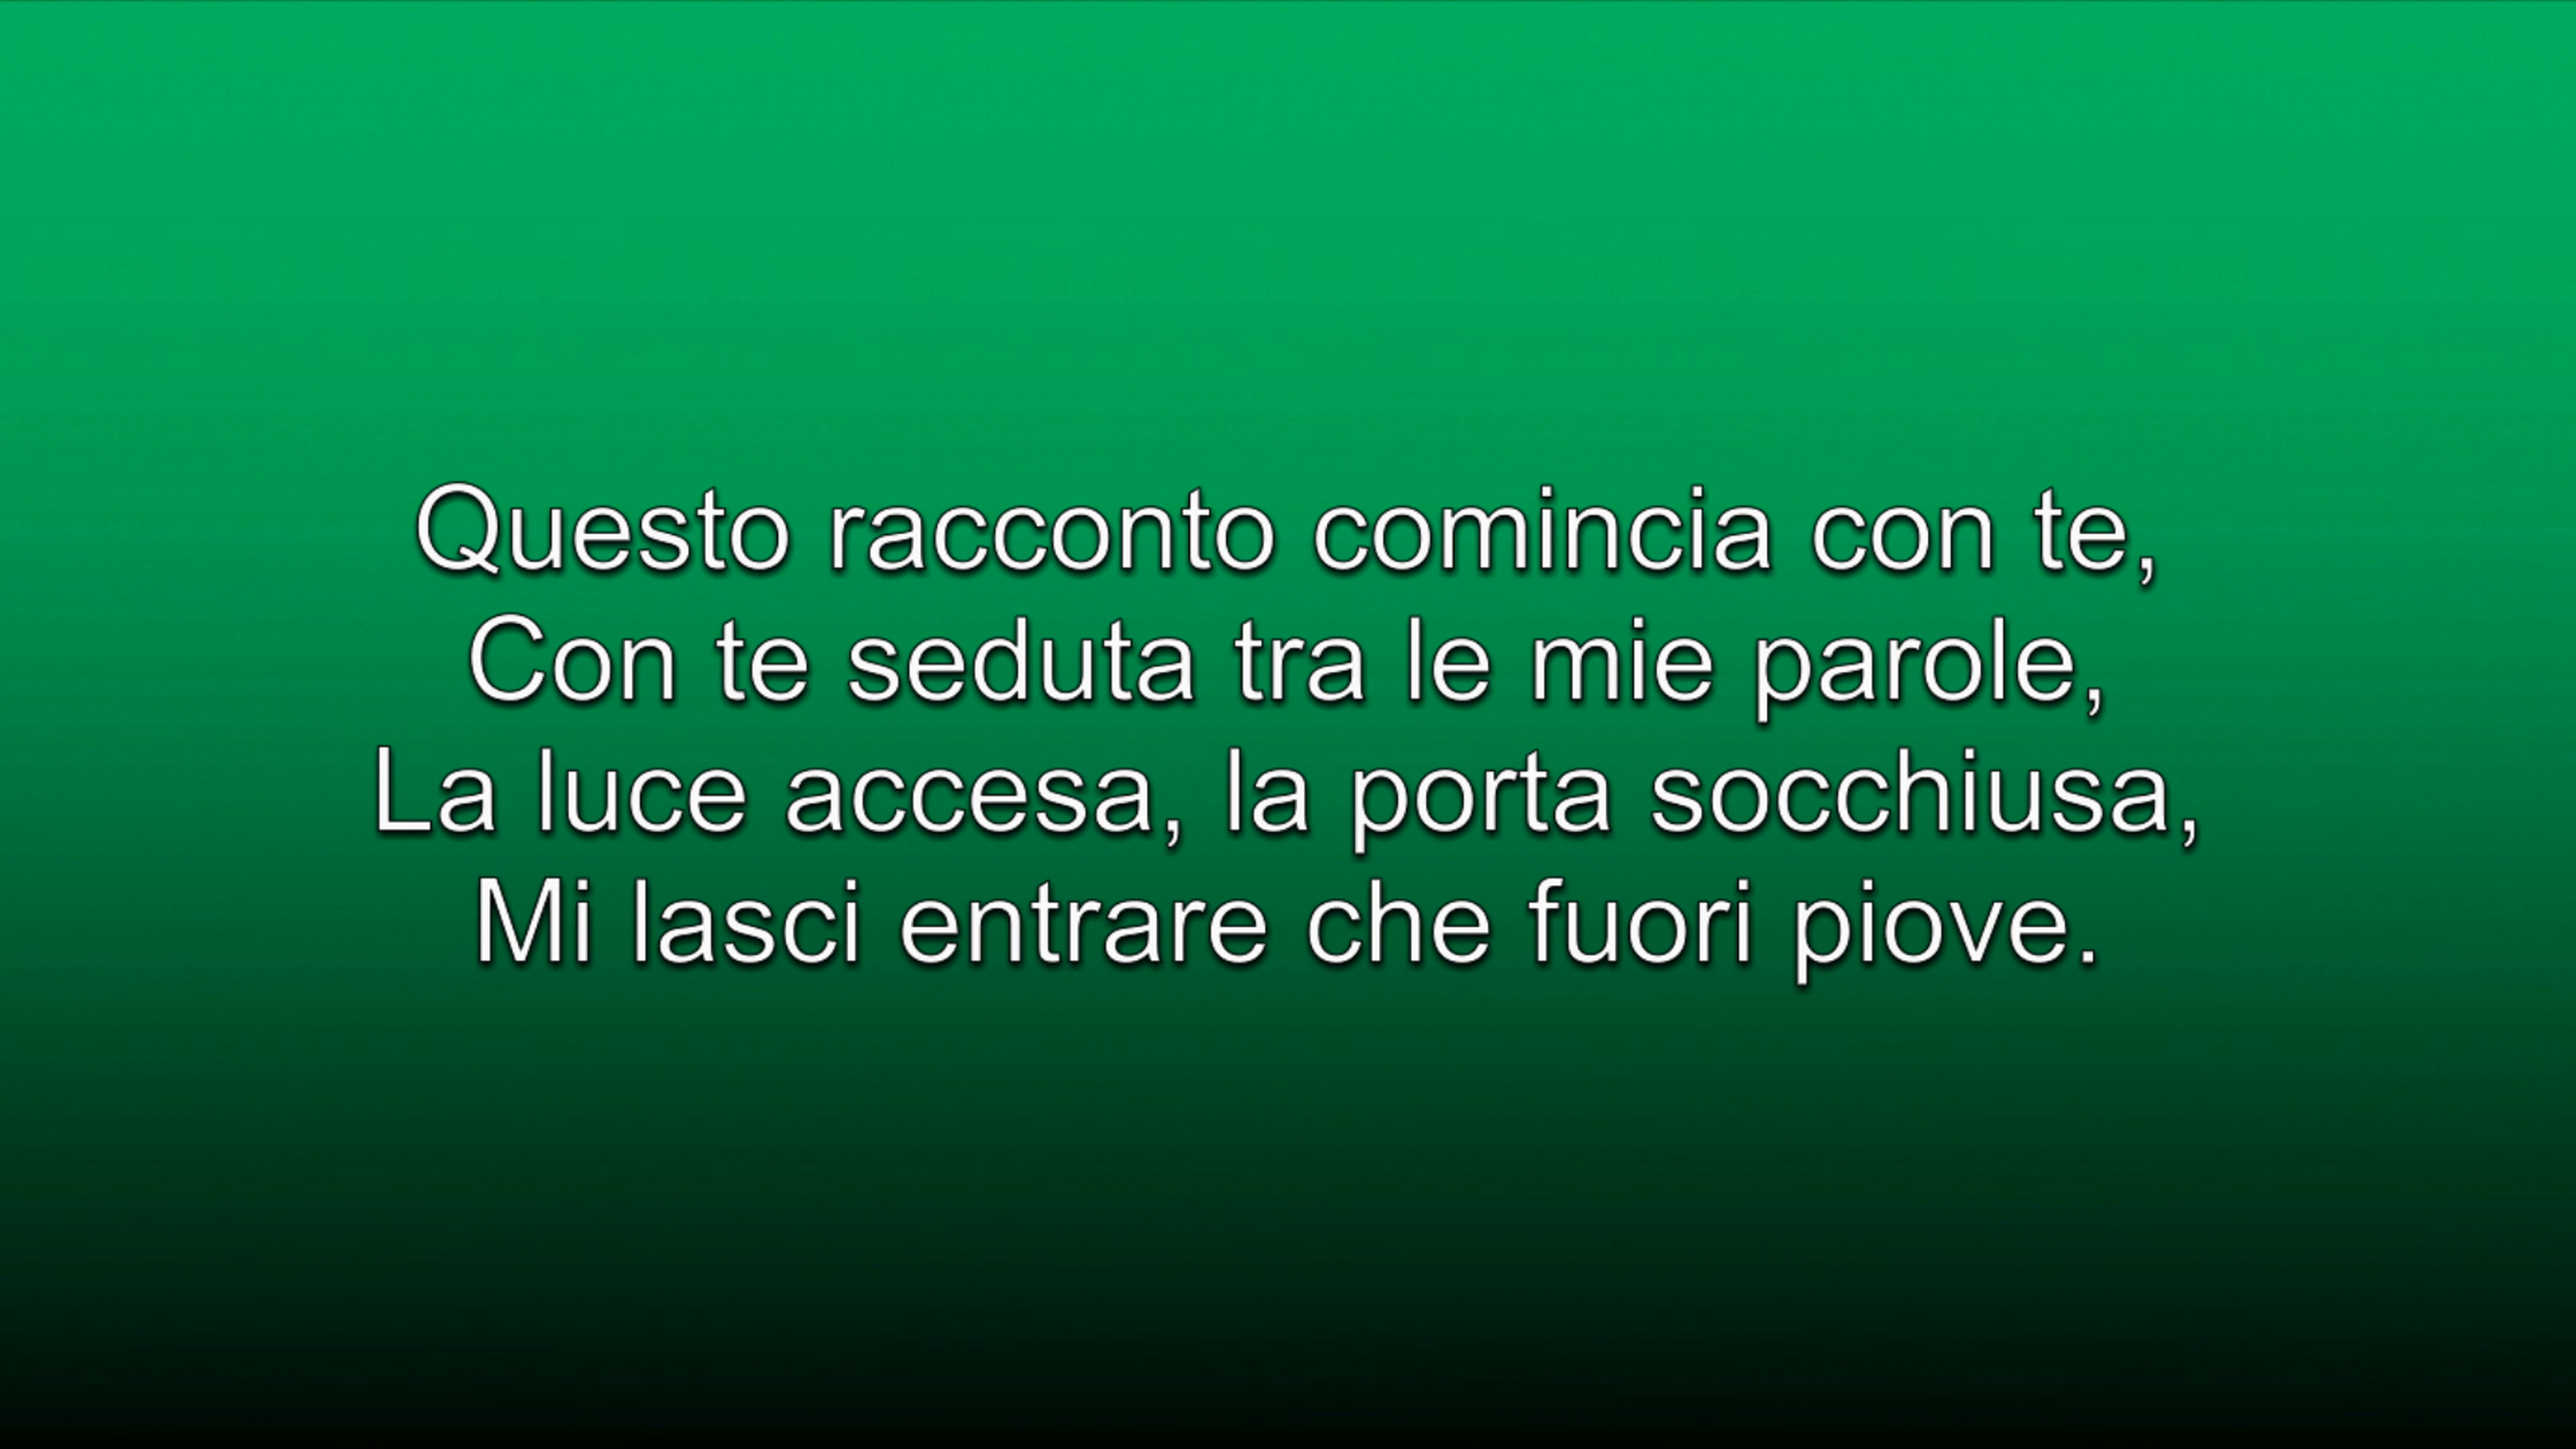 Questo racconto comincia con te,
Con te seduta tra le mie parole,
La luce accesa, la porta socchiusa,
Mi lasci entrare che fuori piove.